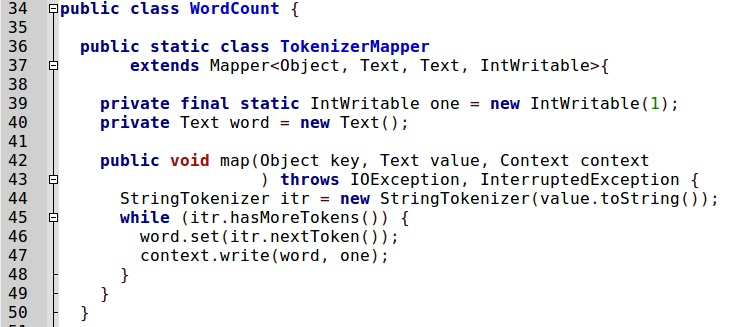 34 public class WordCount {
35
36   public static class TokenizerMapper
37        extends Mapper<Object, Text, Text, IntWritable>{
38
39     private final static IntWritable one = new IntWritable(1);
40     private Text word = new Text();
41
42     public void map(Object key, Text value, Context context
43                     ) throws IOException, InterruptedException {
44       StringTokenizer itr = new StringTokenizer(value.toString());
45       while (itr.hasMoreTokens()) {
46         word.set(itr.nextToken());
47         context.write(word, one);
48       }
49     }
50   }